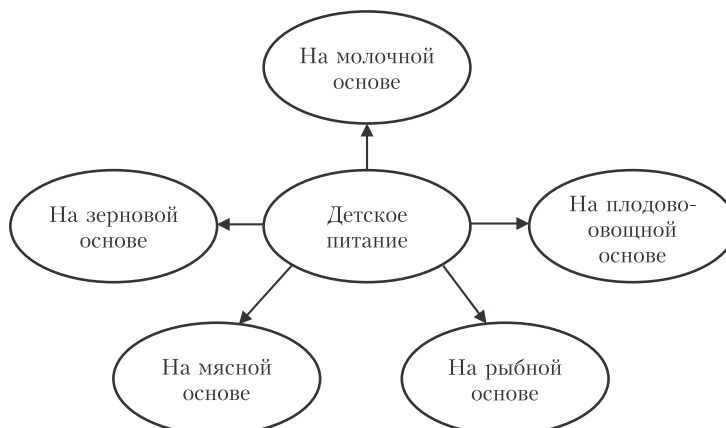 На молочной
основе
На зерновой
основе
Детское
питание
На плодово-
овощной
основе
На мясной
основе
На рыбной
основе